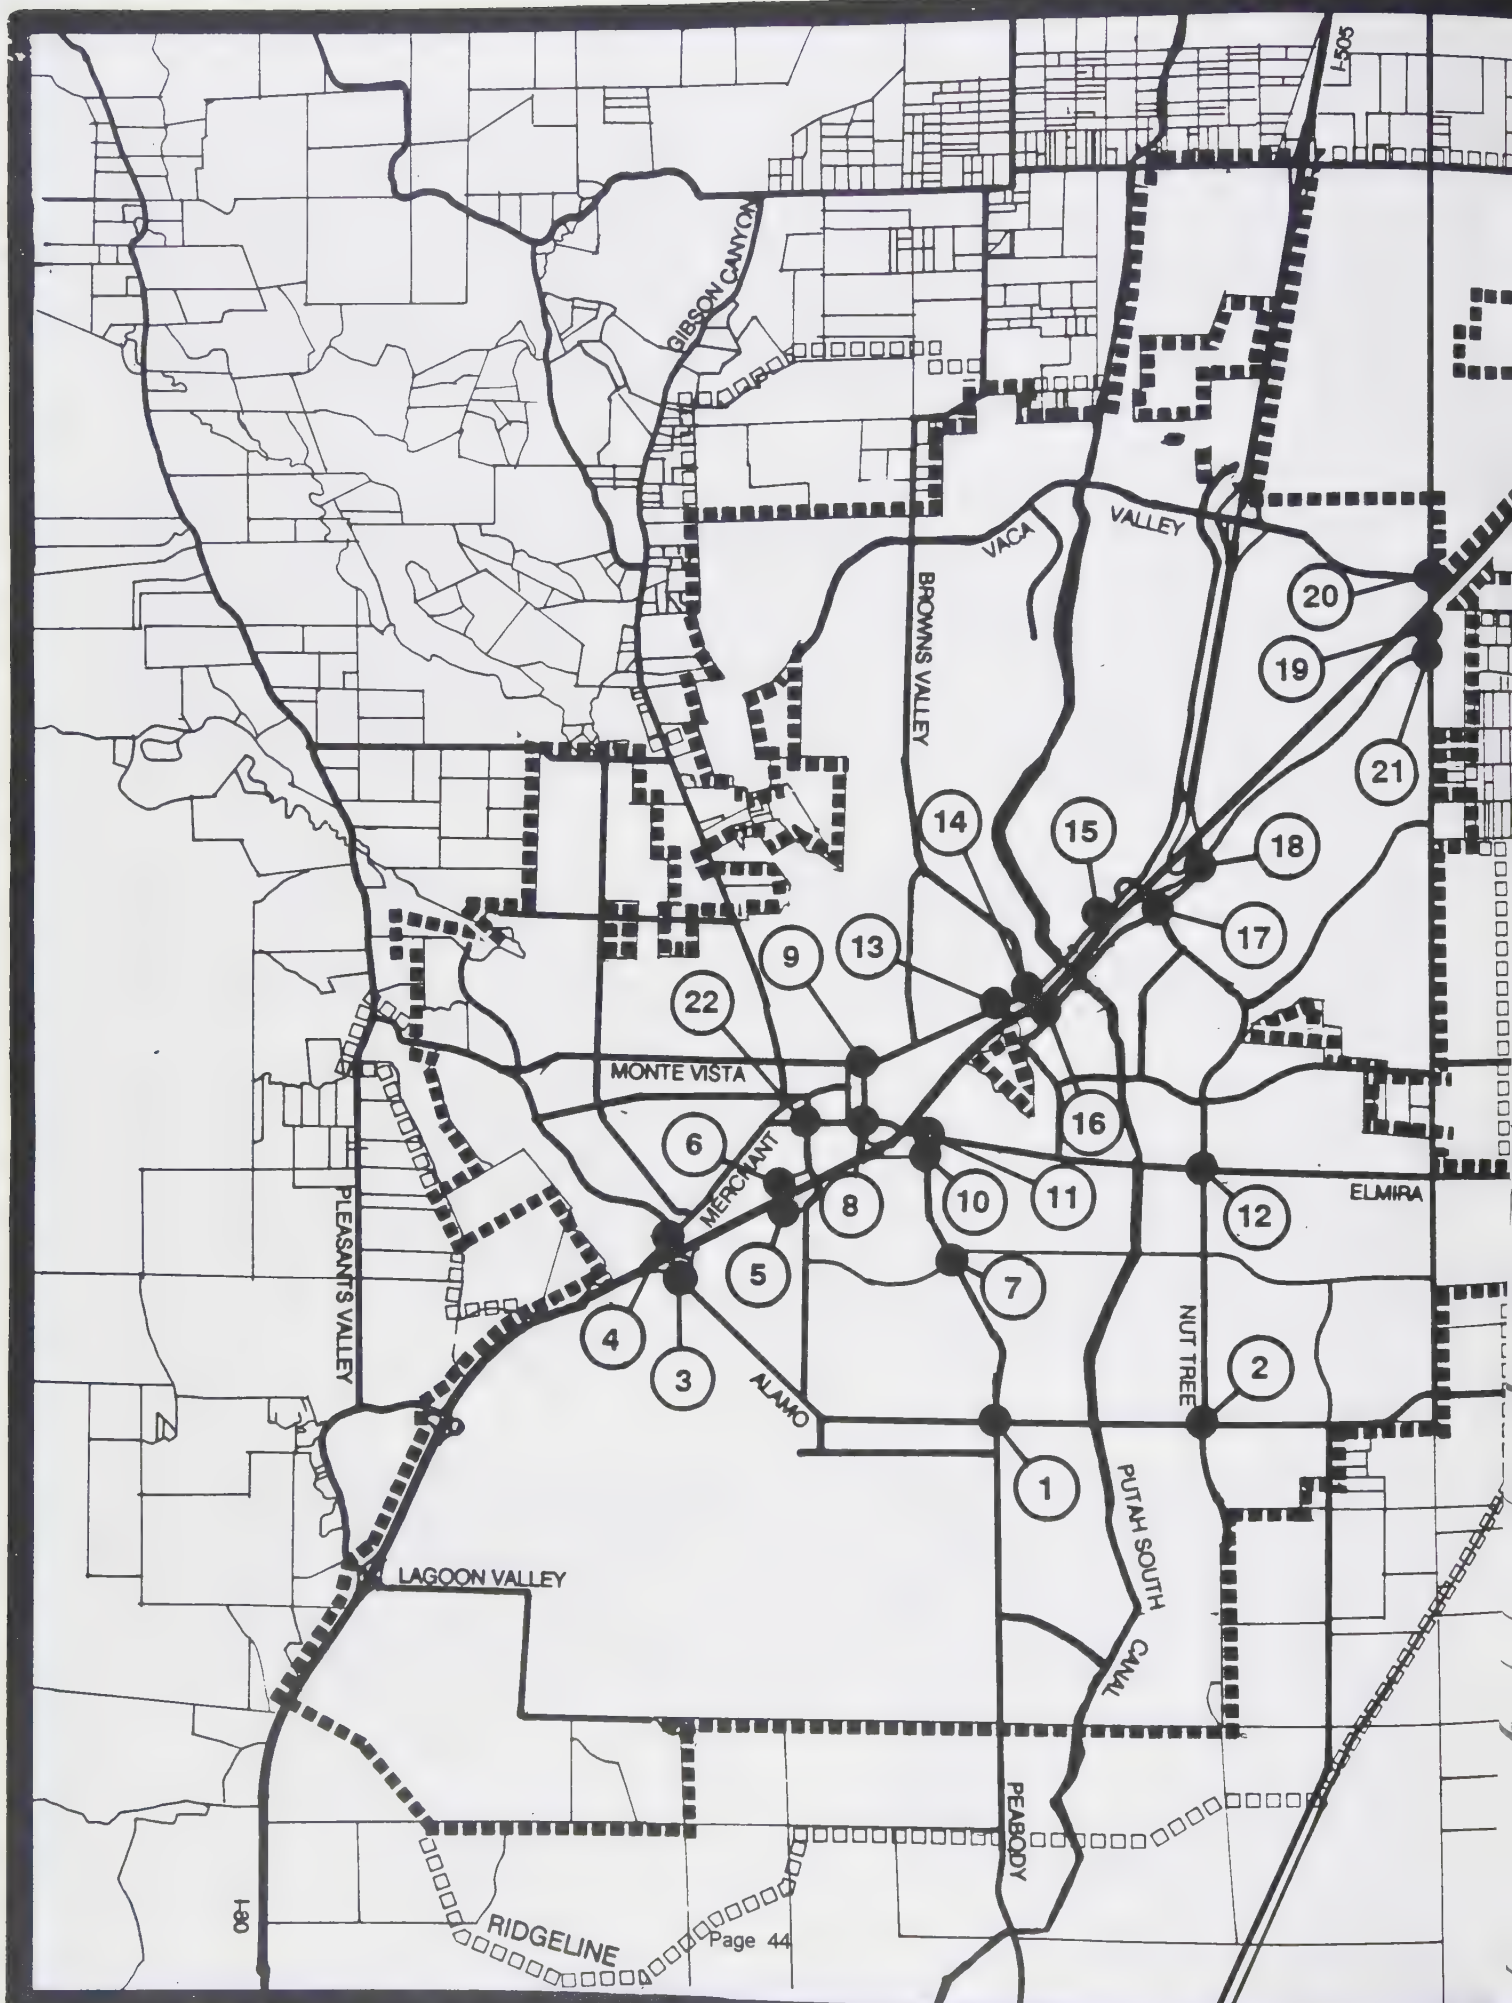 I-505
GIBSON CANYON
VACA
VALLEY
BROWNS VALLEY
20
19
21
14
15
18
13
9
17
22
MONTE VISTA
6
MERCHANT
16
8
10
11
12
ELMIRA
5
7
PLEASANTS VALLEY
4
3
NUT TREE
2
ALAMO
1
PUTAH SOUTH
CANAL
LAGOON VALLEY
PEABODY
I-80
RIDGELINE
Page 44